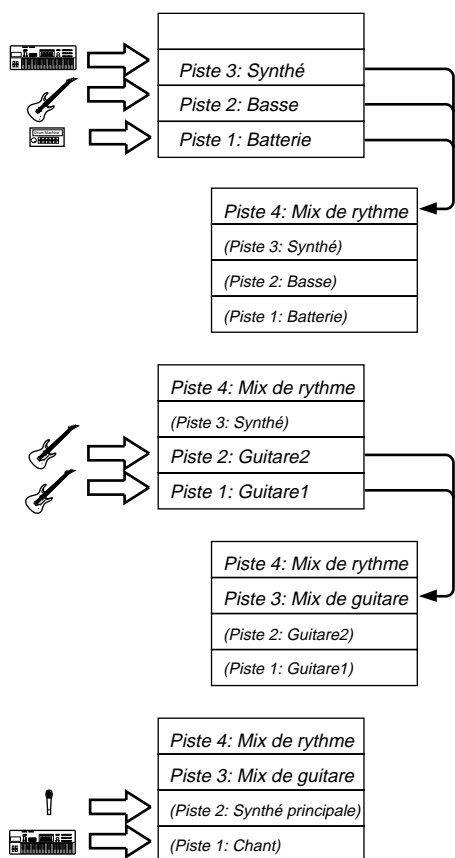 Piste 3: Synthé
Piste 2: Basse
Drum Machine
Piste 1: Batterie
Piste 4: Mix de rythme
(Piste 3: Synthé)
(Piste 2: Basse)
(Piste 1: Batterie)
Piste 4: Mix de rythme
(Piste 3: Synthé)
Piste 2: Guitare2
Piste 1: Guitare1
Piste 4: Mix de rythme
Piste 3: Mix de guitare
(Piste 2: Guitare2)
(Piste 1: Guitare1)
Piste 4: Mix de rythme
Piste 3: Mix de guitare
(Piste 2: Synthé principale)
(Piste 1: Chant)